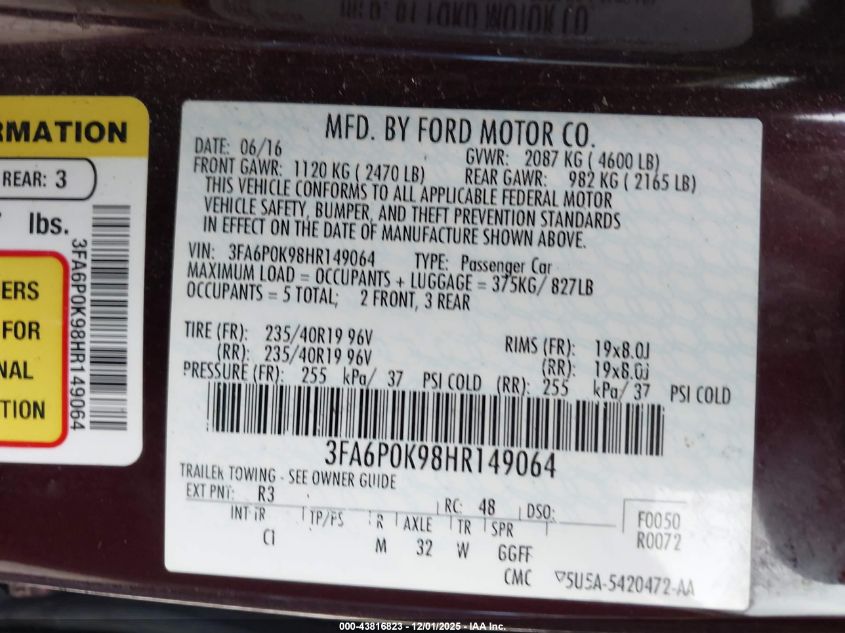 RMATION
REAR: 3
lbs.
ERS
FOR
NAL
TION
3FA6P0K98HR149064
MFD. BY FORD MOTOR CO.
DATE: 06/16 GVWR: 2087 KG ( 4600 LB)
FRONT GAWR: 1120 KG ( 2470 LB) REAR GAWR: 982 KG ( 2165 LB)
THIS VEHICLE CONFORMS TO ALL APPLICABLE FEDERAL MOTOR
VEHICLE SAFETY, BUMPER, AND THEFT PREVENTION STANDARDS
IN EFFECT ON THE DATE OF MANUFACTURE SHOWN ABOVE.
VIN: 3FA6P0K98HR149064 TYPE: Passenger Car
MAXIMUM LOAD = OCCUPANTS + LUGGAGE = 375KG/ 827LB
OCCUPANTS = 5 TOTAL; 2 FRONT, 3 REAR
TIRE (FR): 235/40R19 96V RIMS (FR): 19x8.0J
(RR): 235/40R19 96V (RR): 19x8.0J
PRESSURE (FR): 255 kPa/ 37 PSI COLD (RR): 255 kPa/ 37 PSI COLD
3FA6P0K98HR149064
TRAILER TOWING - SEE OWNER GUIDE
EXT PNT: R3 RC: 48 DSO: F0050
INT TR TP/PS R AXLE TR SPR R0072
C1 M 32 W GGFF
CMC 5U5A-5420472-AA
000-43816823 - 12/01/2025 - IAA Inc.